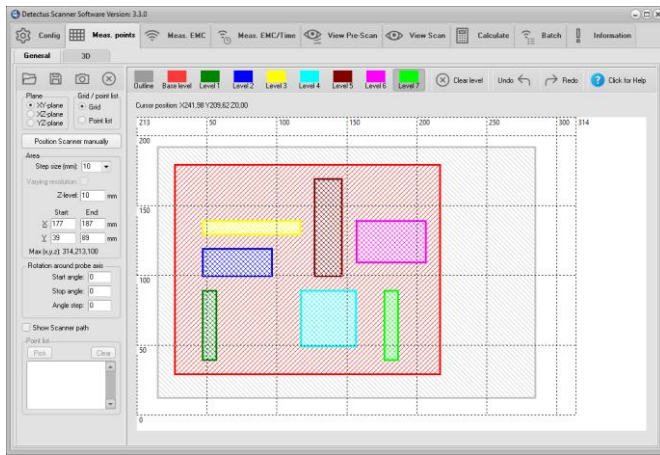 Detectus Scanner Software Version: 3.3.0
Config Meas. points Meas. EMC Meas. EMC/Time View Pre-Scan View Scan Calculate Batch Information
General 3D
Outline Base level Level 1 Level 2 Level 3 Level 4 Level 5 Level 6 Level 7 Clear level Undo Redo Click for Help
Plane Grid / point list
XY-plane Grid
XZ-plane
YZ-plane Point list
Cursor position: X241,98 Y209,62 Z0,00
Position Scanner manually
Area
Step size (mm): 10
Varying resolution:
Z-level: 10 mm
Start End
X 177 187 mm
Y 39 89 mm
Max (x,y,z): 314,213,100
Rotation around probe axis
Start angle: 0
Stop angle: 0
Angle step: 0
Show Scanner path
Point list
Pick Clear
213 50 100 150 200 250 300 314
200
150
100
50
0